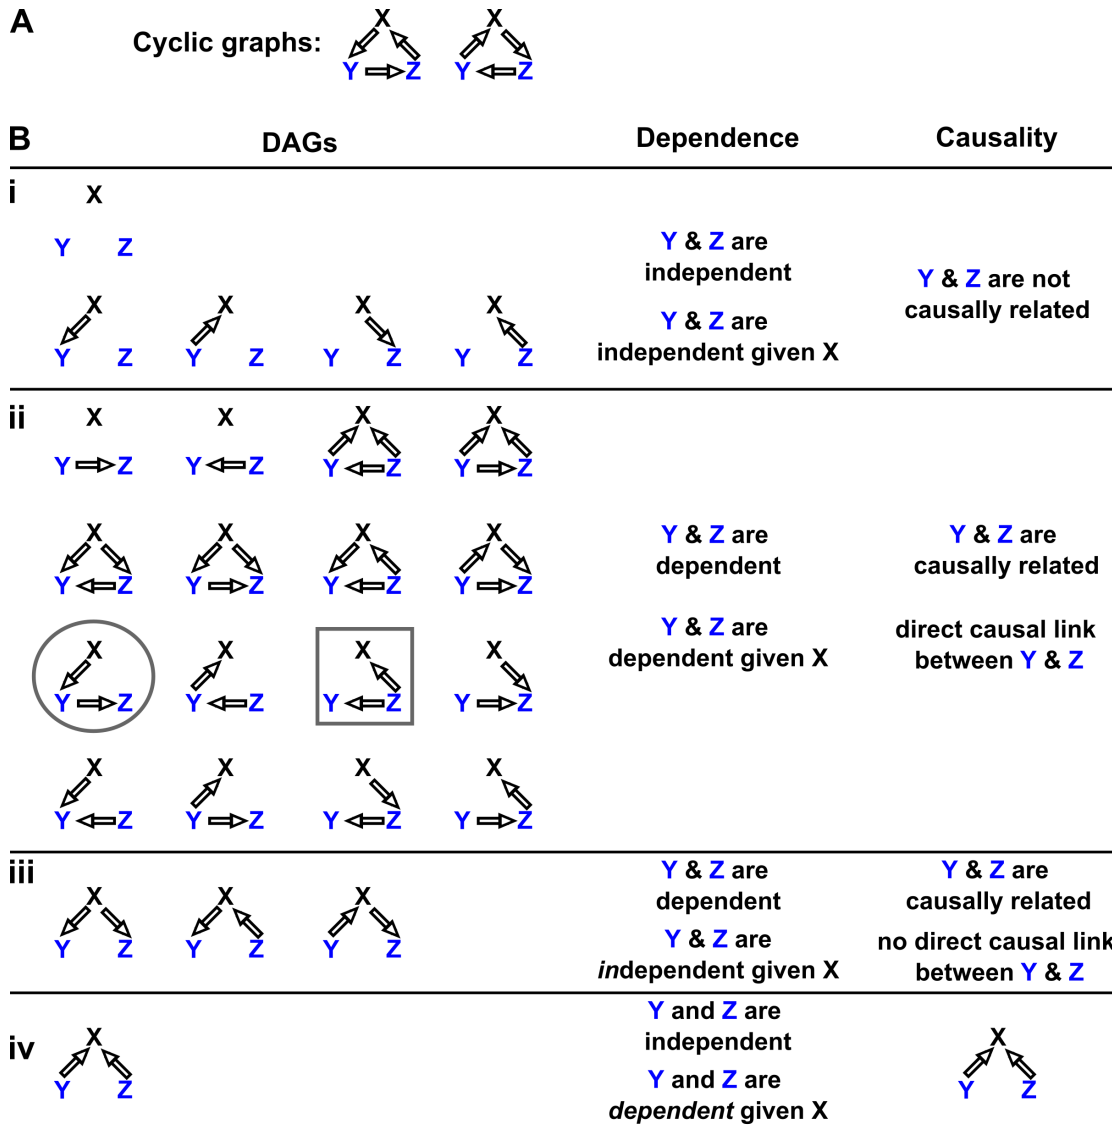 A
Cyclic graphs:
X X
Y Z Y Z
B DAGs Dependence Causality
i
X
Y Z
X X X X
Y Z Y Z Y Z Y Z
Y & Z are
independent
Y & Z are
independent given X
Y & Z are not
causally related
ii
X X X X
Y Z Y Z Y Z Y Z
X X X X
Y Z Y Z Y Z Y Z
X X X X
Y Z Y Z Y Z Y Z
X X X X
Y Z Y Z Y Z Y Z
Y & Z are
dependent
Y & Z are
dependent given X
Y & Z are
causally related
direct causal link
between Y & Z
iii
X X X
Y Z Y Z Y Z
Y & Z are
dependent
Y & Z are
independent given X
Y & Z are
causally related
no direct causal link
between Y & Z
iv
X
Y Z
Y and Z are
independent
Y and Z are
dependent given X
X
Y Z